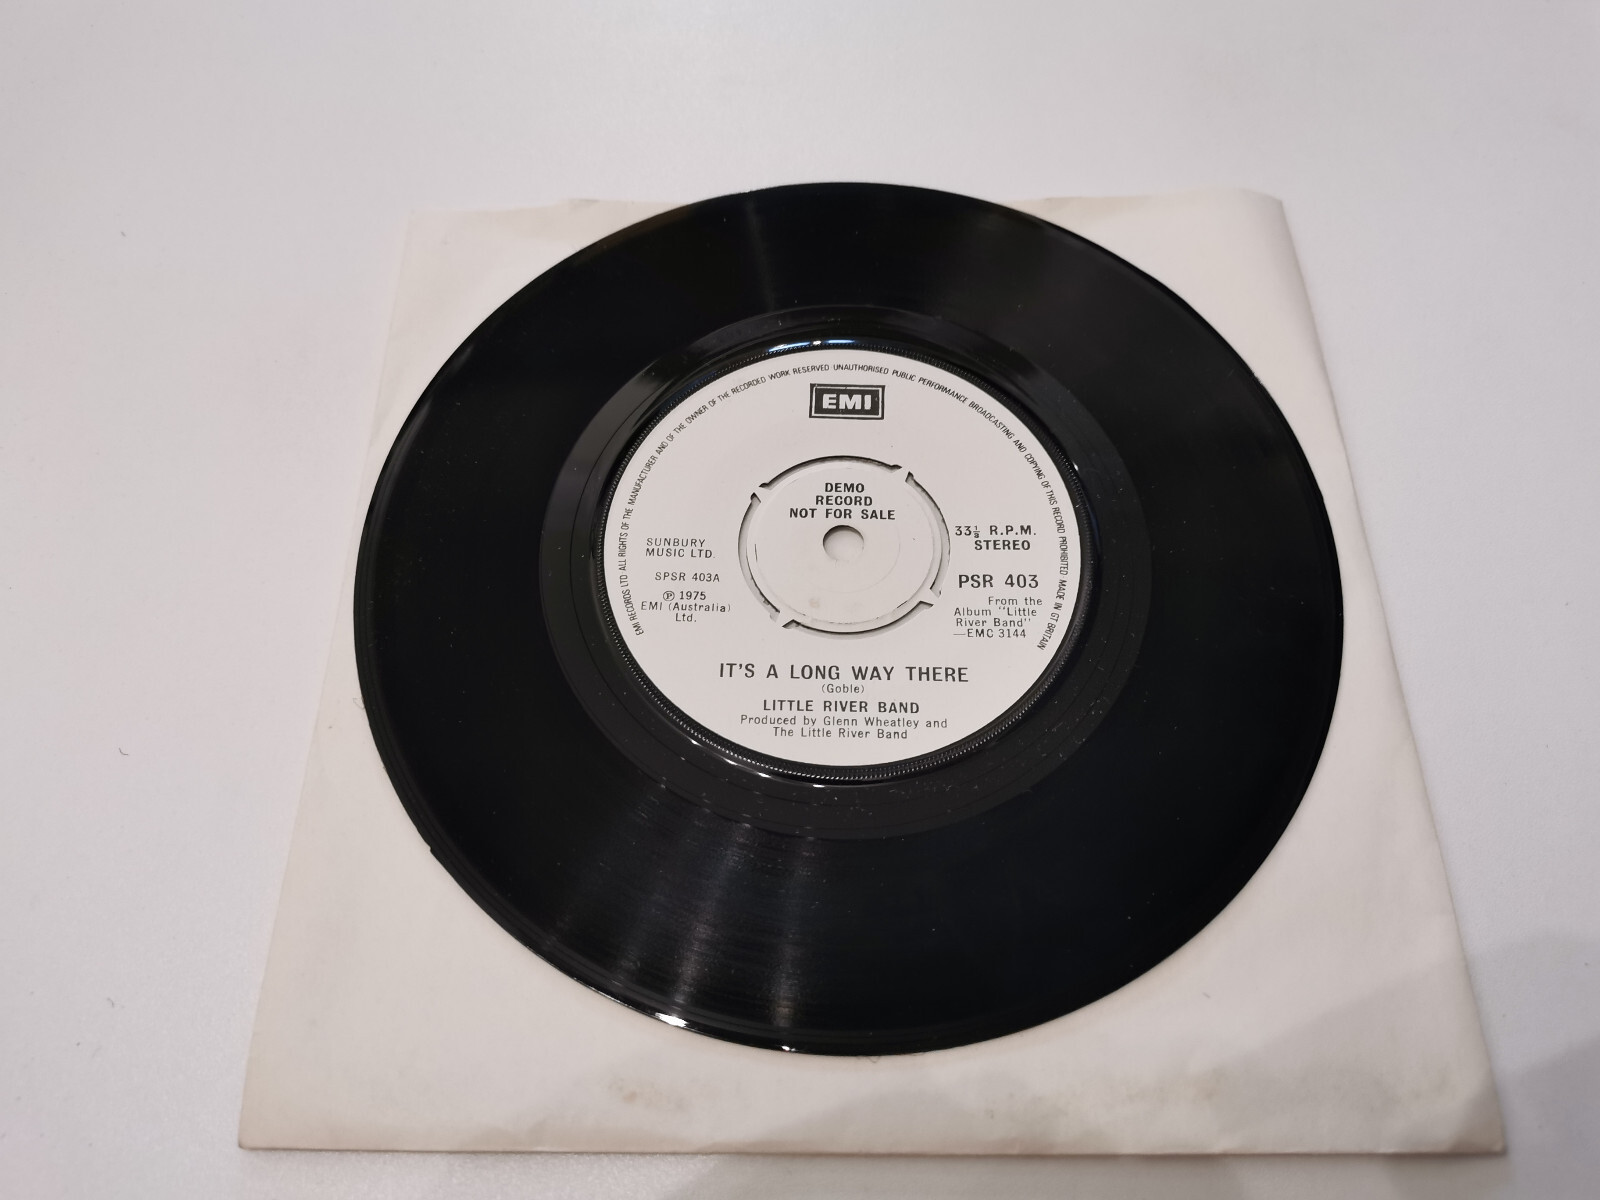 EMI RECORDS LTD ALL RIGHTS OF THE MANUFACTURER AND OF THE OWNER OF THE RECORDED WORK RESERVED UNAUTHORISED PUBLIC PERFORMANCE BROADCASTING AND COPYING OF THIS RECORD PROHIBITED MADE IN GT BRITAIN
EMI
DEMO
RECORD
NOT FOR SALE
SUNBURY
MUSIC LTD.
SPSR 403A
℗ 1975
EMI (Australia)
Ltd.
33⅓ R.P.M.
STEREO
PSR 403
From the
Album "Little
River Band"
—EMC 3144
IT'S A LONG WAY THERE
(Goble)
LITTLE RIVER BAND
Produced by Glenn Wheatley and
The Little River Band